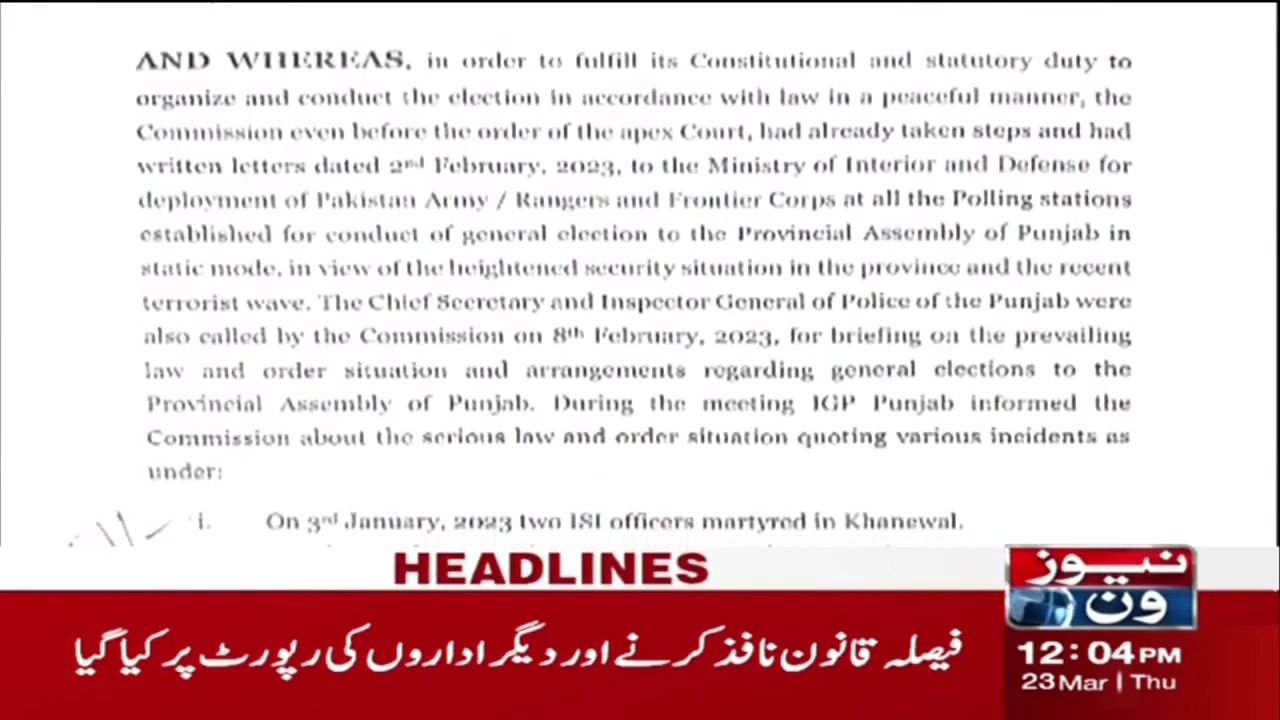 AND WHEREAS, in order to fulfill its Constitutional and statutory duty to
organize and conduct the election in accordance with law in a peaceful manner, the
Commission even before the order of the apex Court, had already taken steps and had
written letters dated 2nd February, 2023, to the Ministry of Interior and Defense for
deployment of Pakistan Army / Rangers and Frontier Corps at all the Polling stations
established for conduct of general election to the Provincial Assembly of Punjab in
static mode, in view of the heightened security situation in the province and the recent
terrorist wave. The Chief Secretary and Inspector General of Police of the Punjab were
also called by the Commission on 8th February, 2023, for briefing on the prevailing
law and order situation and arrangements regarding general elections to the
Provincial Assembly of Punjab. During the meeting IGP Punjab informed the
Commission about the serious law and order situation quoting various incidents as
under:
i. On 3rd January, 2023 two ISI officers martyred in Khanewal.
HEADLINES
نیوز
ون
فیصلہ قانون نافذ کرنے اور دیگر اداروں کی رپورٹ پر کیا گیا
12:04PM
23 Mar | Thu